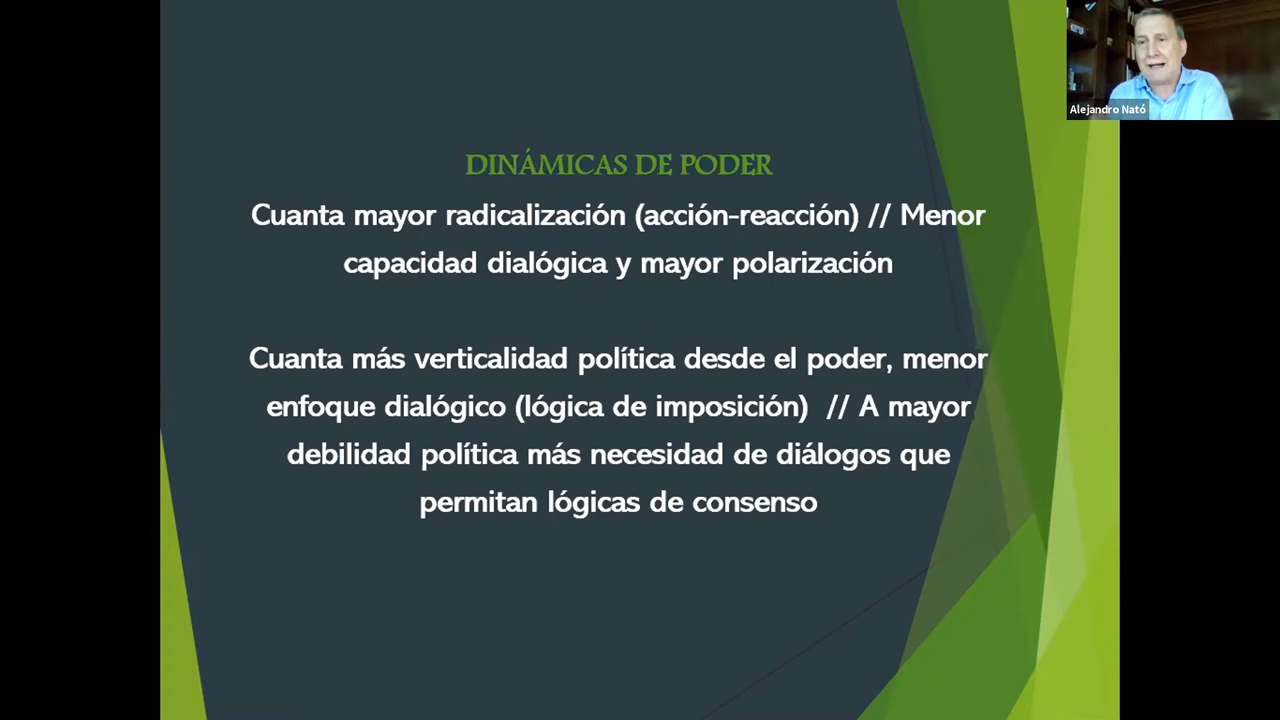 DINÁMICAS DE PODER
Cuanta mayor radicalización (acción-reacción) // Menor
capacidad dialógica y mayor polarización
Cuanta más verticalidad política desde el poder, menor
enfoque dialógico (lógica de imposición) // A mayor
debilidad política más necesidad de diálogos que
permitan lógicas de consenso
Alejandro Nató